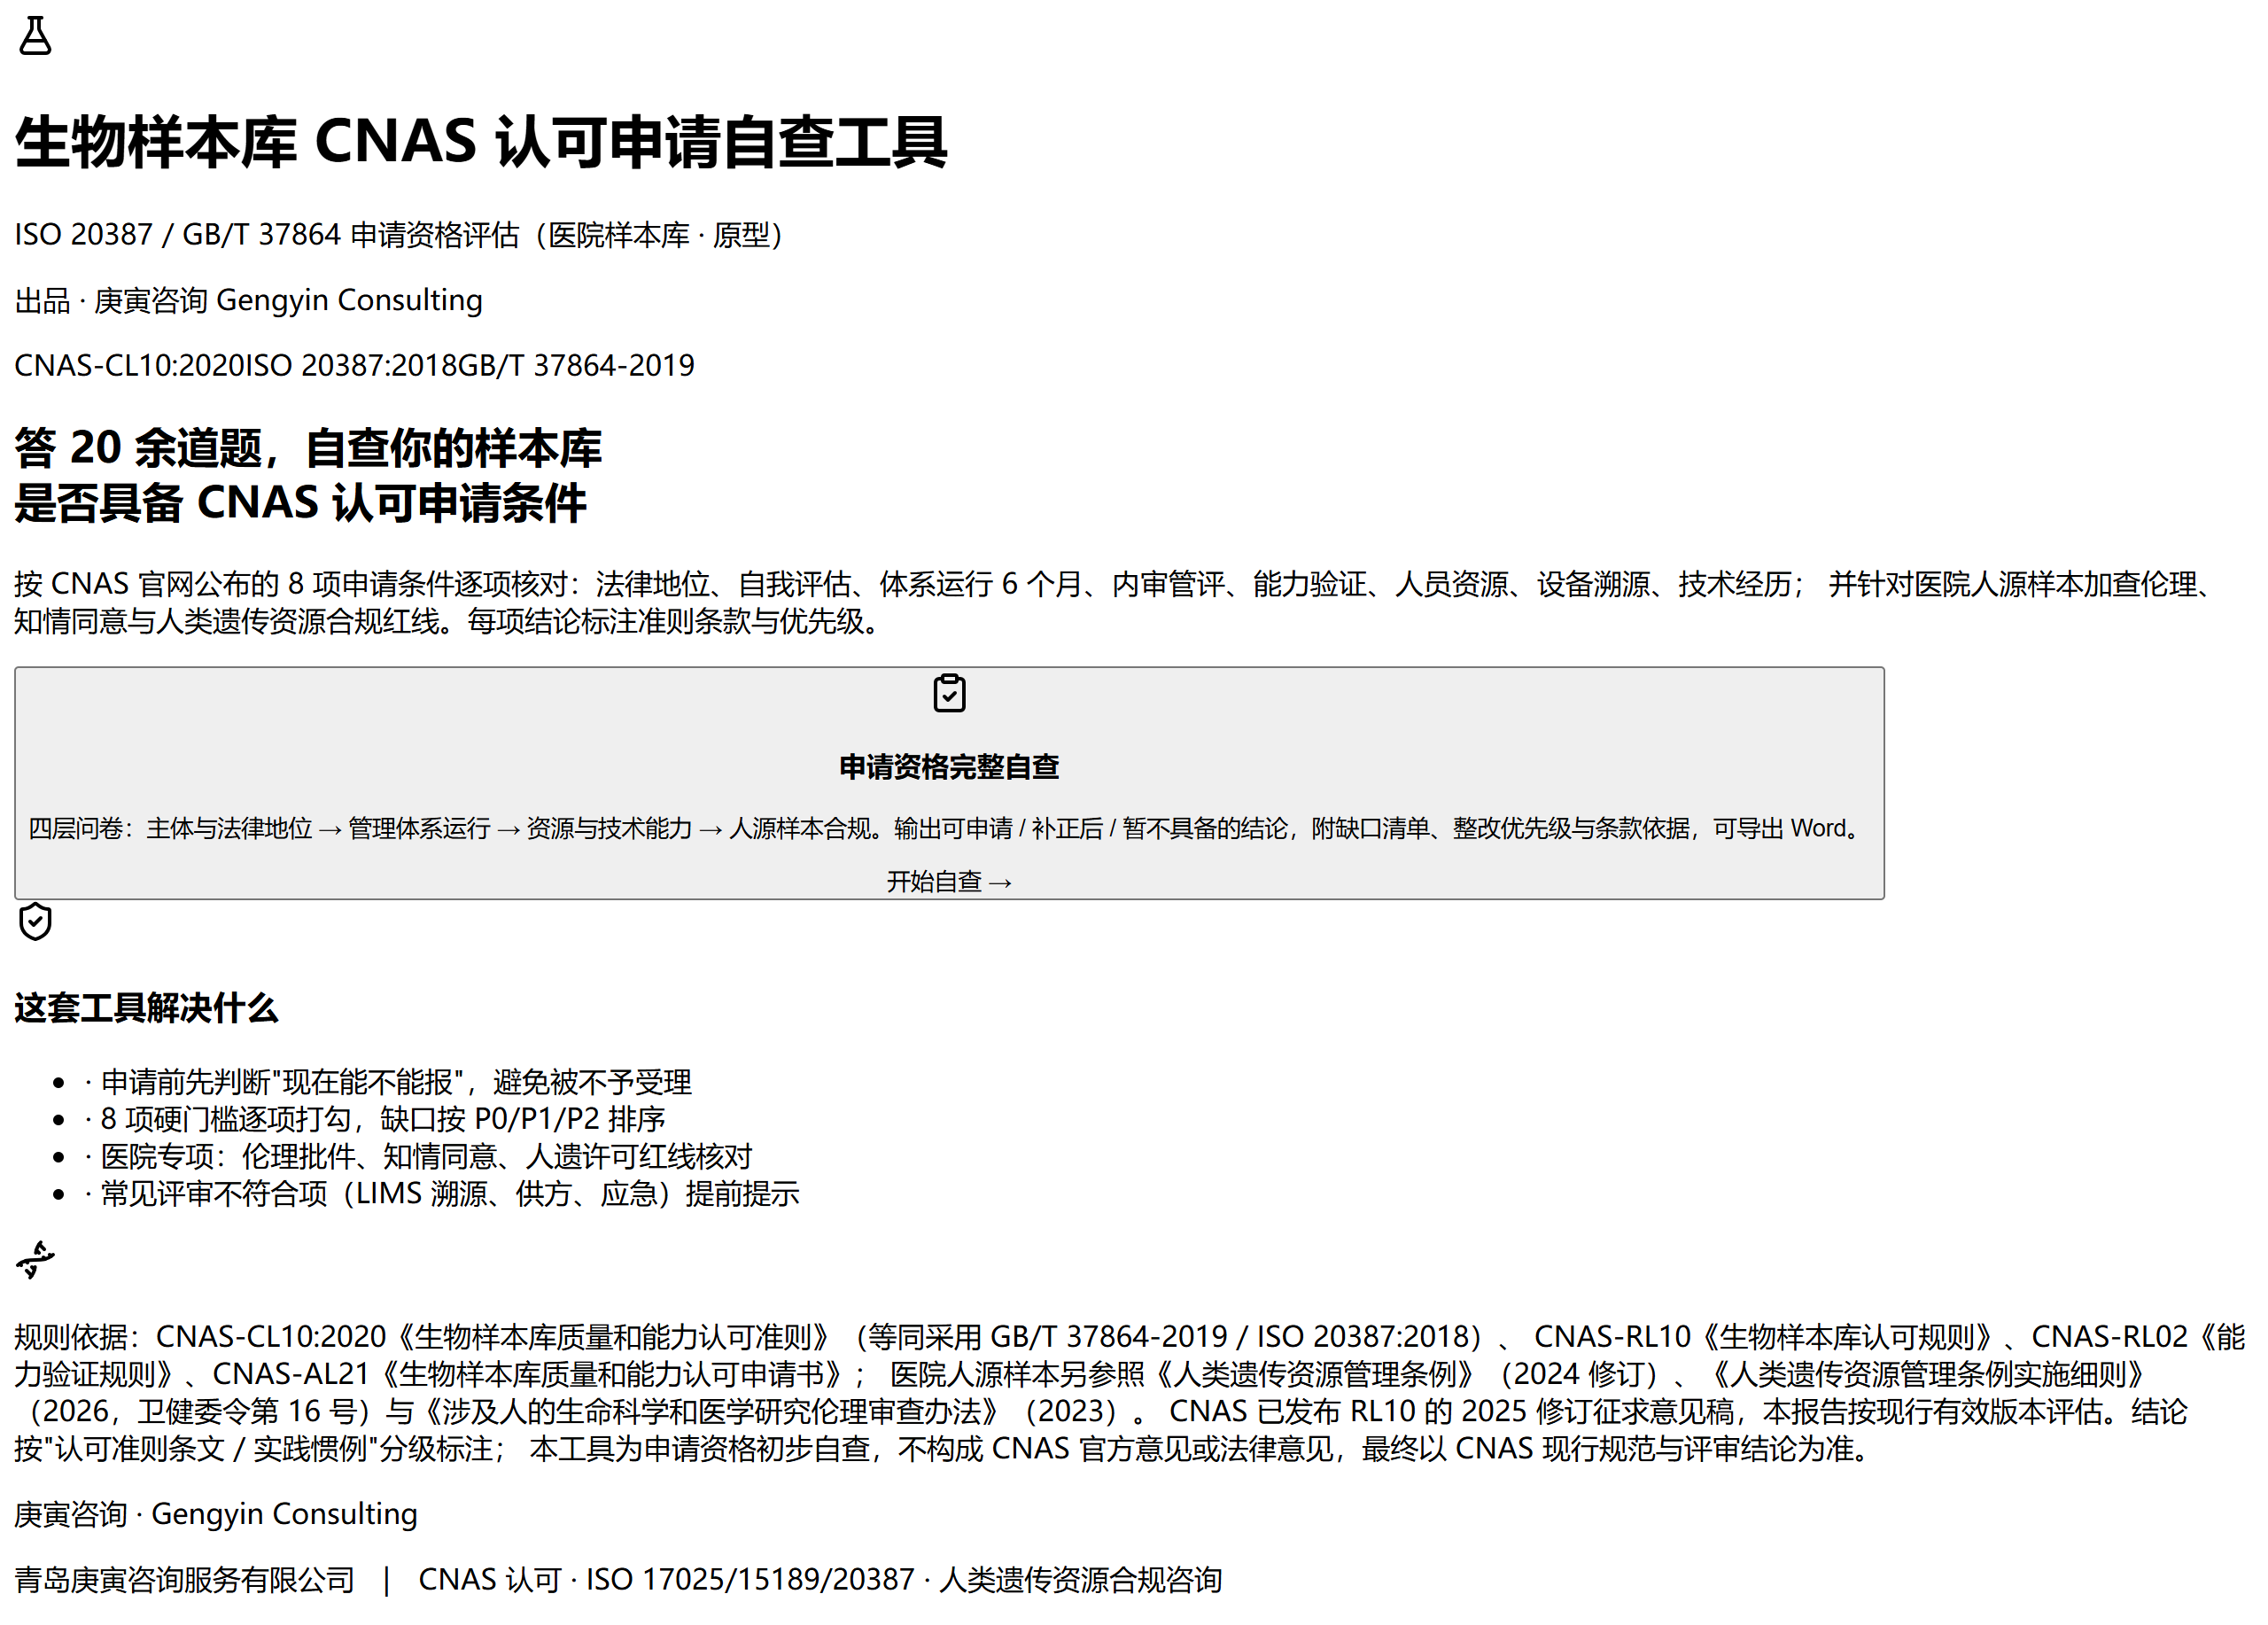 生物样本库 CNAS 认可申请自查工具
ISO 20387 / GB/T 37864 申请资格评估（医院样本库 · 原型）
出品 · 庚寅咨询 Gengyin Consulting
CNAS-CL10:2020ISO 20387:2018GB/T 37864-2019
答 20 余道题，自查你的样本库
是否具备 CNAS 认可申请条件
按 CNAS 官网公布的 8 项申请条件逐项核对：法律地位、自我评估、体系运行 6 个月、内审管评、能力验证、人员资源、设备溯源、技术经历； 并针对医院人源样本加查伦理、
知情同意与人类遗传资源合规红线。每项结论标注准则条款与优先级。
申请资格完整自查
四层问卷：主体与法律地位 → 管理体系运行 → 资源与技术能力 → 人源样本合规。输出可申请 / 补正后 / 暂不具备的结论，附缺口清单、整改优先级与条款依据，可导出 Word。
开始自查 →
这套工具解决什么
• · 申请前先判断"现在能不能报"，避免被不予受理
• · 8 项硬门槛逐项打勾，缺口按 P0/P1/P2 排序
• · 医院专项：伦理批件、知情同意、人遗许可红线核对
• · 常见评审不符合项（LIMS 溯源、供方、应急）提前提示
规则依据：CNAS-CL10:2020《生物样本库质量和能力认可准则》（等同采用 GB/T 37864-2019 / ISO 20387:2018）、 CNAS-RL10《生物样本库认可规则》、CNAS-RL02《能
力验证规则》、CNAS-AL21《生物样本库质量和能力认可申请书》； 医院人源样本另参照《人类遗传资源管理条例》（2024 修订）、《人类遗传资源管理条例实施细则》
（2026，卫健委令第 16 号）与《涉及人的生命科学和医学研究伦理审查办法》（2023）。 CNAS 已发布 RL10 的 2025 修订征求意见稿，本报告按现行有效版本评估。结论
按"认可准则条文 / 实践惯例"分级标注； 本工具为申请资格初步自查，不构成 CNAS 官方意见或法律意见，最终以 CNAS 现行规范与评审结论为准。
庚寅咨询 · Gengyin Consulting
青岛庚寅咨询服务有限公司 ｜ CNAS 认可 · ISO 17025/15189/20387 · 人类遗传资源合规咨询